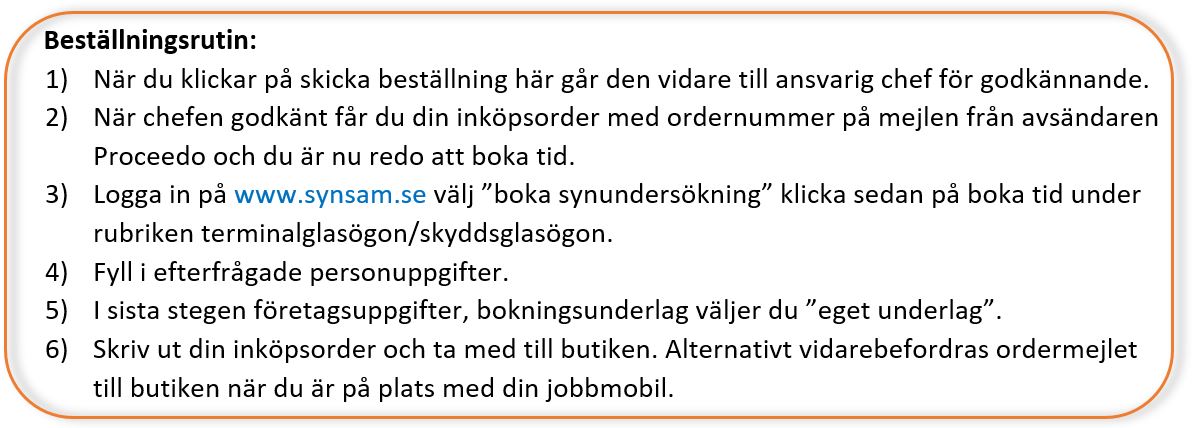 Beställningsrutin:
1) När du klickar på skicka beställning här går den vidare till ansvarig chef för godkännande.
2) När chefen godkänt får du din inköpsorder med ordernummer på mejlen från avsändaren
Proceedo och du är nu redo att boka tid.
3) Logga in på www.synsam.se välj ”boka synundersökning” klicka sedan på boka tid under
rubriken terminalglasögon/skyddsglasögon.
4) Fyll i efterfrågade personuppgifter.
5) I sista stegen företagsuppgifter, bokningsunderlag väljer du ”eget underlag”.
6) Skriv ut din inköpsorder och ta med till butiken. Alternativt vidarebefordras ordermejlet
till butiken när du är på plats med din jobbmobil.